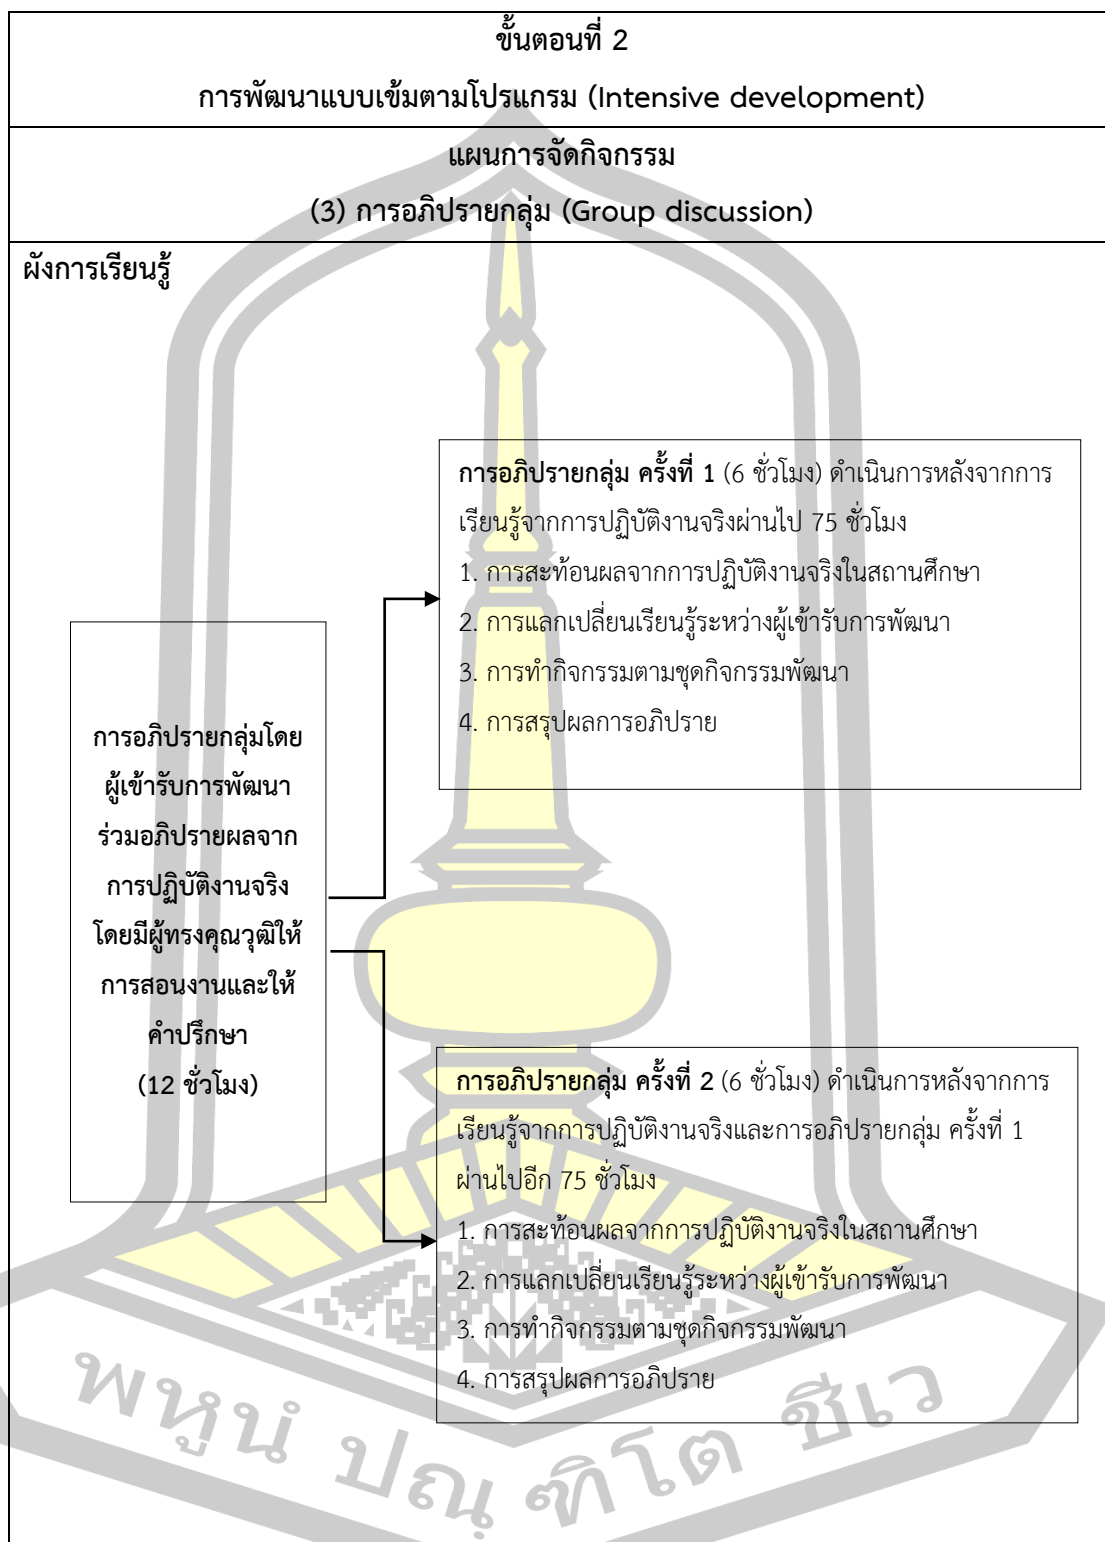 ขั้นตอนที่ 2
การพัฒนาแบบเข้มตามโปรแกรม (Intensive development)
แผนการจัดกิจกรรม
(3) การอภิปรายกลุ่ม (Group discussion)
ผังการเรียนรู้
การอภิปรายกลุ่ม ครั้งที่ 1 (6 ชั่วโมง) ดำเนินการหลังจากการ
เรียนรู้จากการปฏิบัติงานจริงผ่านไป 75 ชั่วโมง
1. การสะท้อนผลจากการปฏิบัติงานจริงในสถานศึกษา
2. การแลกเปลี่ยนเรียนรู้ระหว่างผู้เข้ารับการพัฒนา
3. การทำกิจกรรมตามชุดกิจกรรมพัฒนา
4. การสรุปผลการอภิปราย
การอภิปรายกลุ่มโดย
ผู้เข้ารับการพัฒนา
ร่วมอภิปรายผลจาก
การปฏิบัติงานจริง
โดยมีผู้ทรงคุณวุฒิให้
การสอนงานและให้
คำปรึกษา
(12 ชั่วโมง)
การอภิปรายกลุ่ม ครั้งที่ 2 (6 ชั่วโมง) ดำเนินการหลังจากการ
เรียนรู้จากการปฏิบัติงานจริงและการอภิปรายกลุ่ม ครั้งที่ 1
ผ่านไปอีก 75 ชั่วโมง
1. การสะท้อนผลจากการปฏิบัติงานจริงในสถานศึกษา
2. การแลกเปลี่ยนเรียนรู้ระหว่างผู้เข้ารับการพัฒนา
3. การทำกิจกรรมตามชุดกิจกรรมพัฒนา
4. การสรุปผลการอภิปราย
พหูนํ ปณฺฑิโต ชีเว